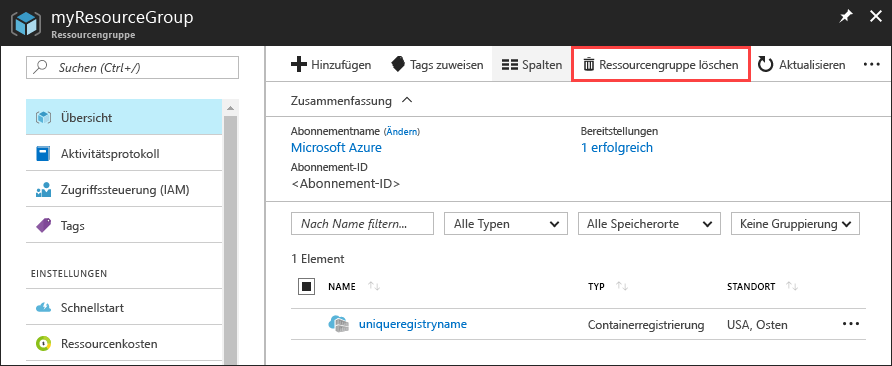 myResourceGroup
Ressourcengruppe
Suchen (Ctrl+/)
Übersicht
Aktivitätsprotokoll
Zugriffssteuerung (IAM)
Tags
EINSTELLUNGEN
Schnellstart
Ressourcenkosten
Hinzufügen Tags zuweisen Spalten Ressourcengruppe löschen Aktualisieren
Zusammenfassung
Abonnementname (Ändern) Bereitstellungen
Microsoft Azure 1 erfolgreich
Abonnement-ID
<Abonnement-ID>
Nach Name filtern... Alle Typen Alle Speicherorte Keine Gruppierung
1 Element
NAME TYP STANDORT
uniqueregistryname Containerregistrierung USA, Osten